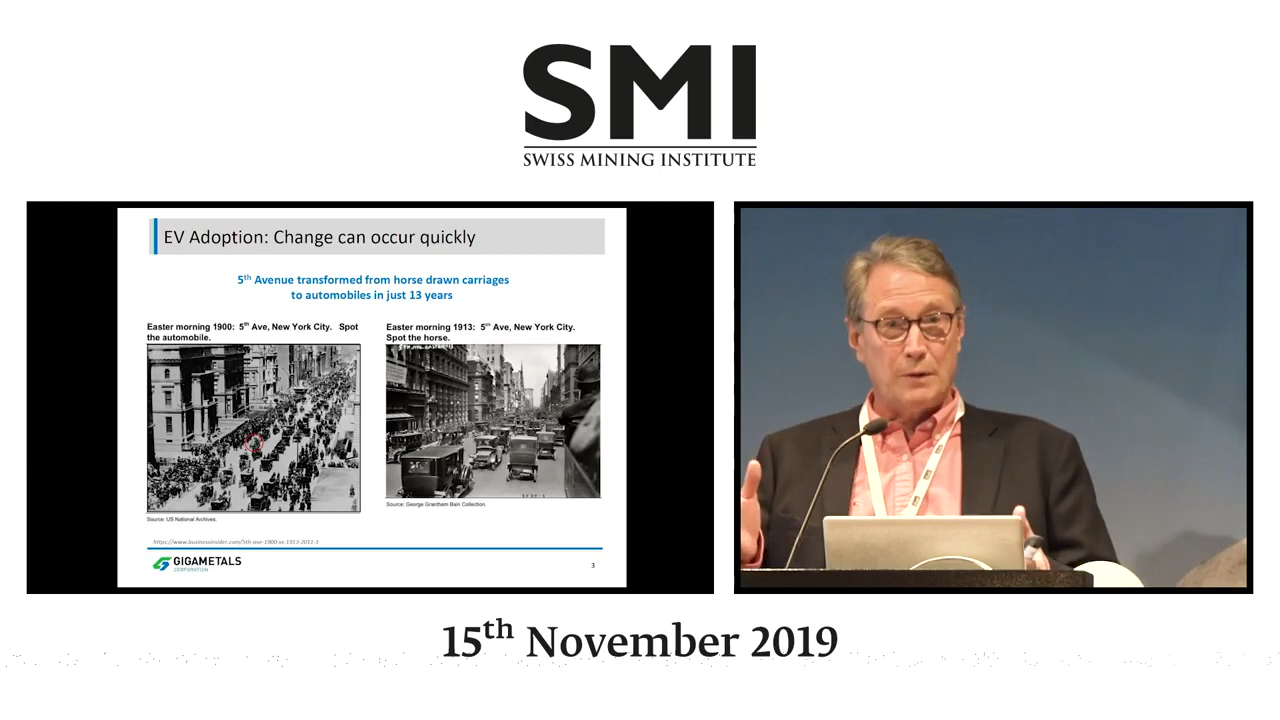 SMI
SWISS MINING INSTITUTE
EV Adoption: Change can occur quickly
5th Avenue transformed from horse drawn carriages
to automobiles in just 13 years
Easter morning 1900: 5th Ave, New York City. Spot
the automobile.
Easter morning 1913: 5th Ave, New York City.
Spot the horse.
Source: US National Archives.
Source: George Grantham Bain Collection.
https://www.businessinsider.com/5th-ave-1900-vs-1913-2011-3
GIGAMETALS
CORPORATION
3
15th November 2019